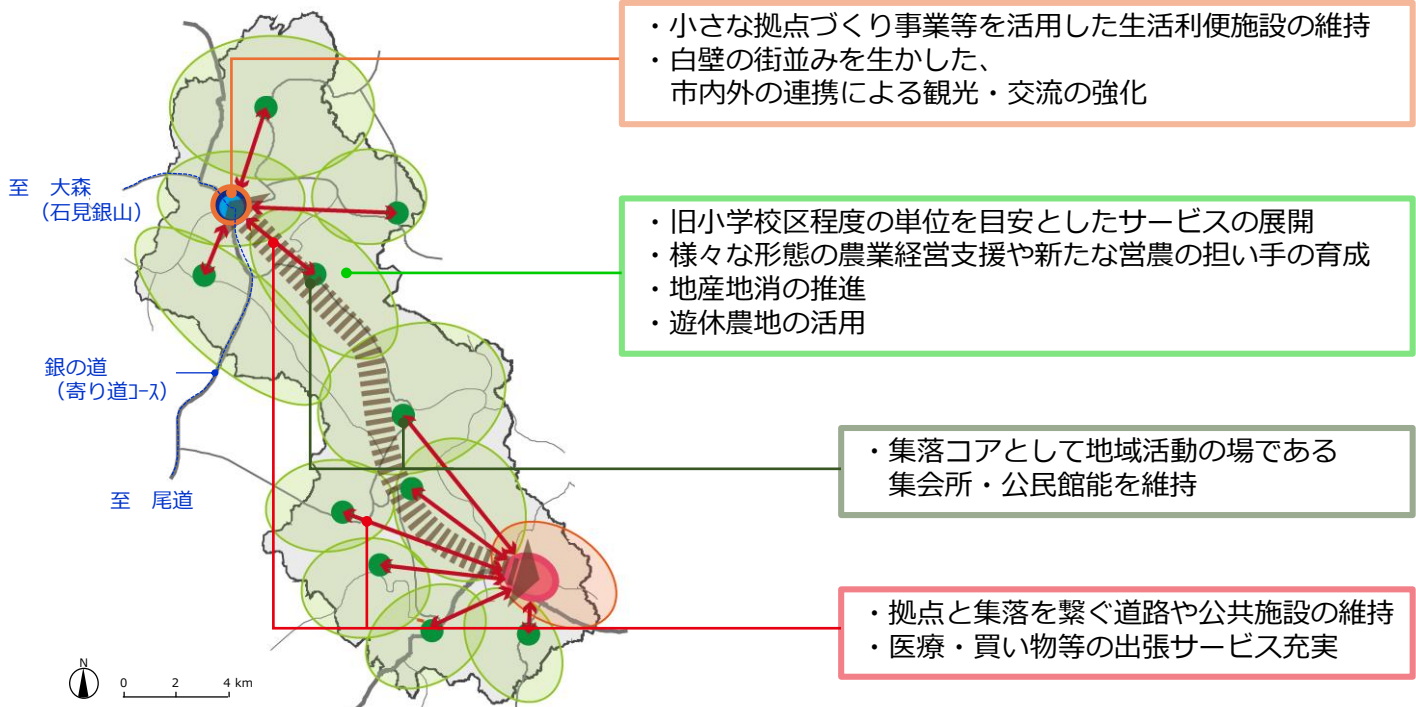 ・小さな拠点づくり事業等を活用した生活利便施設の維持
・白壁の街並みを生かした、
市内外の連携による観光・交流の強化
至 大森
（石見銀山）
・旧小学校区程度の単位を目安としたサービスの展開
・様々な形態の農業経営支援や新たな営農の担い手の育成
・地産地消の推進
・遊休農地の活用
銀の道
（寄り道ｺｰｽ）
至 尾道
・集落コアとして地域活動の場である
集会所・公民館能を維持
・拠点と集落を繋ぐ道路や公共施設の維持
・医療・買い物等の出張サービス充実
N
0 2 4 km